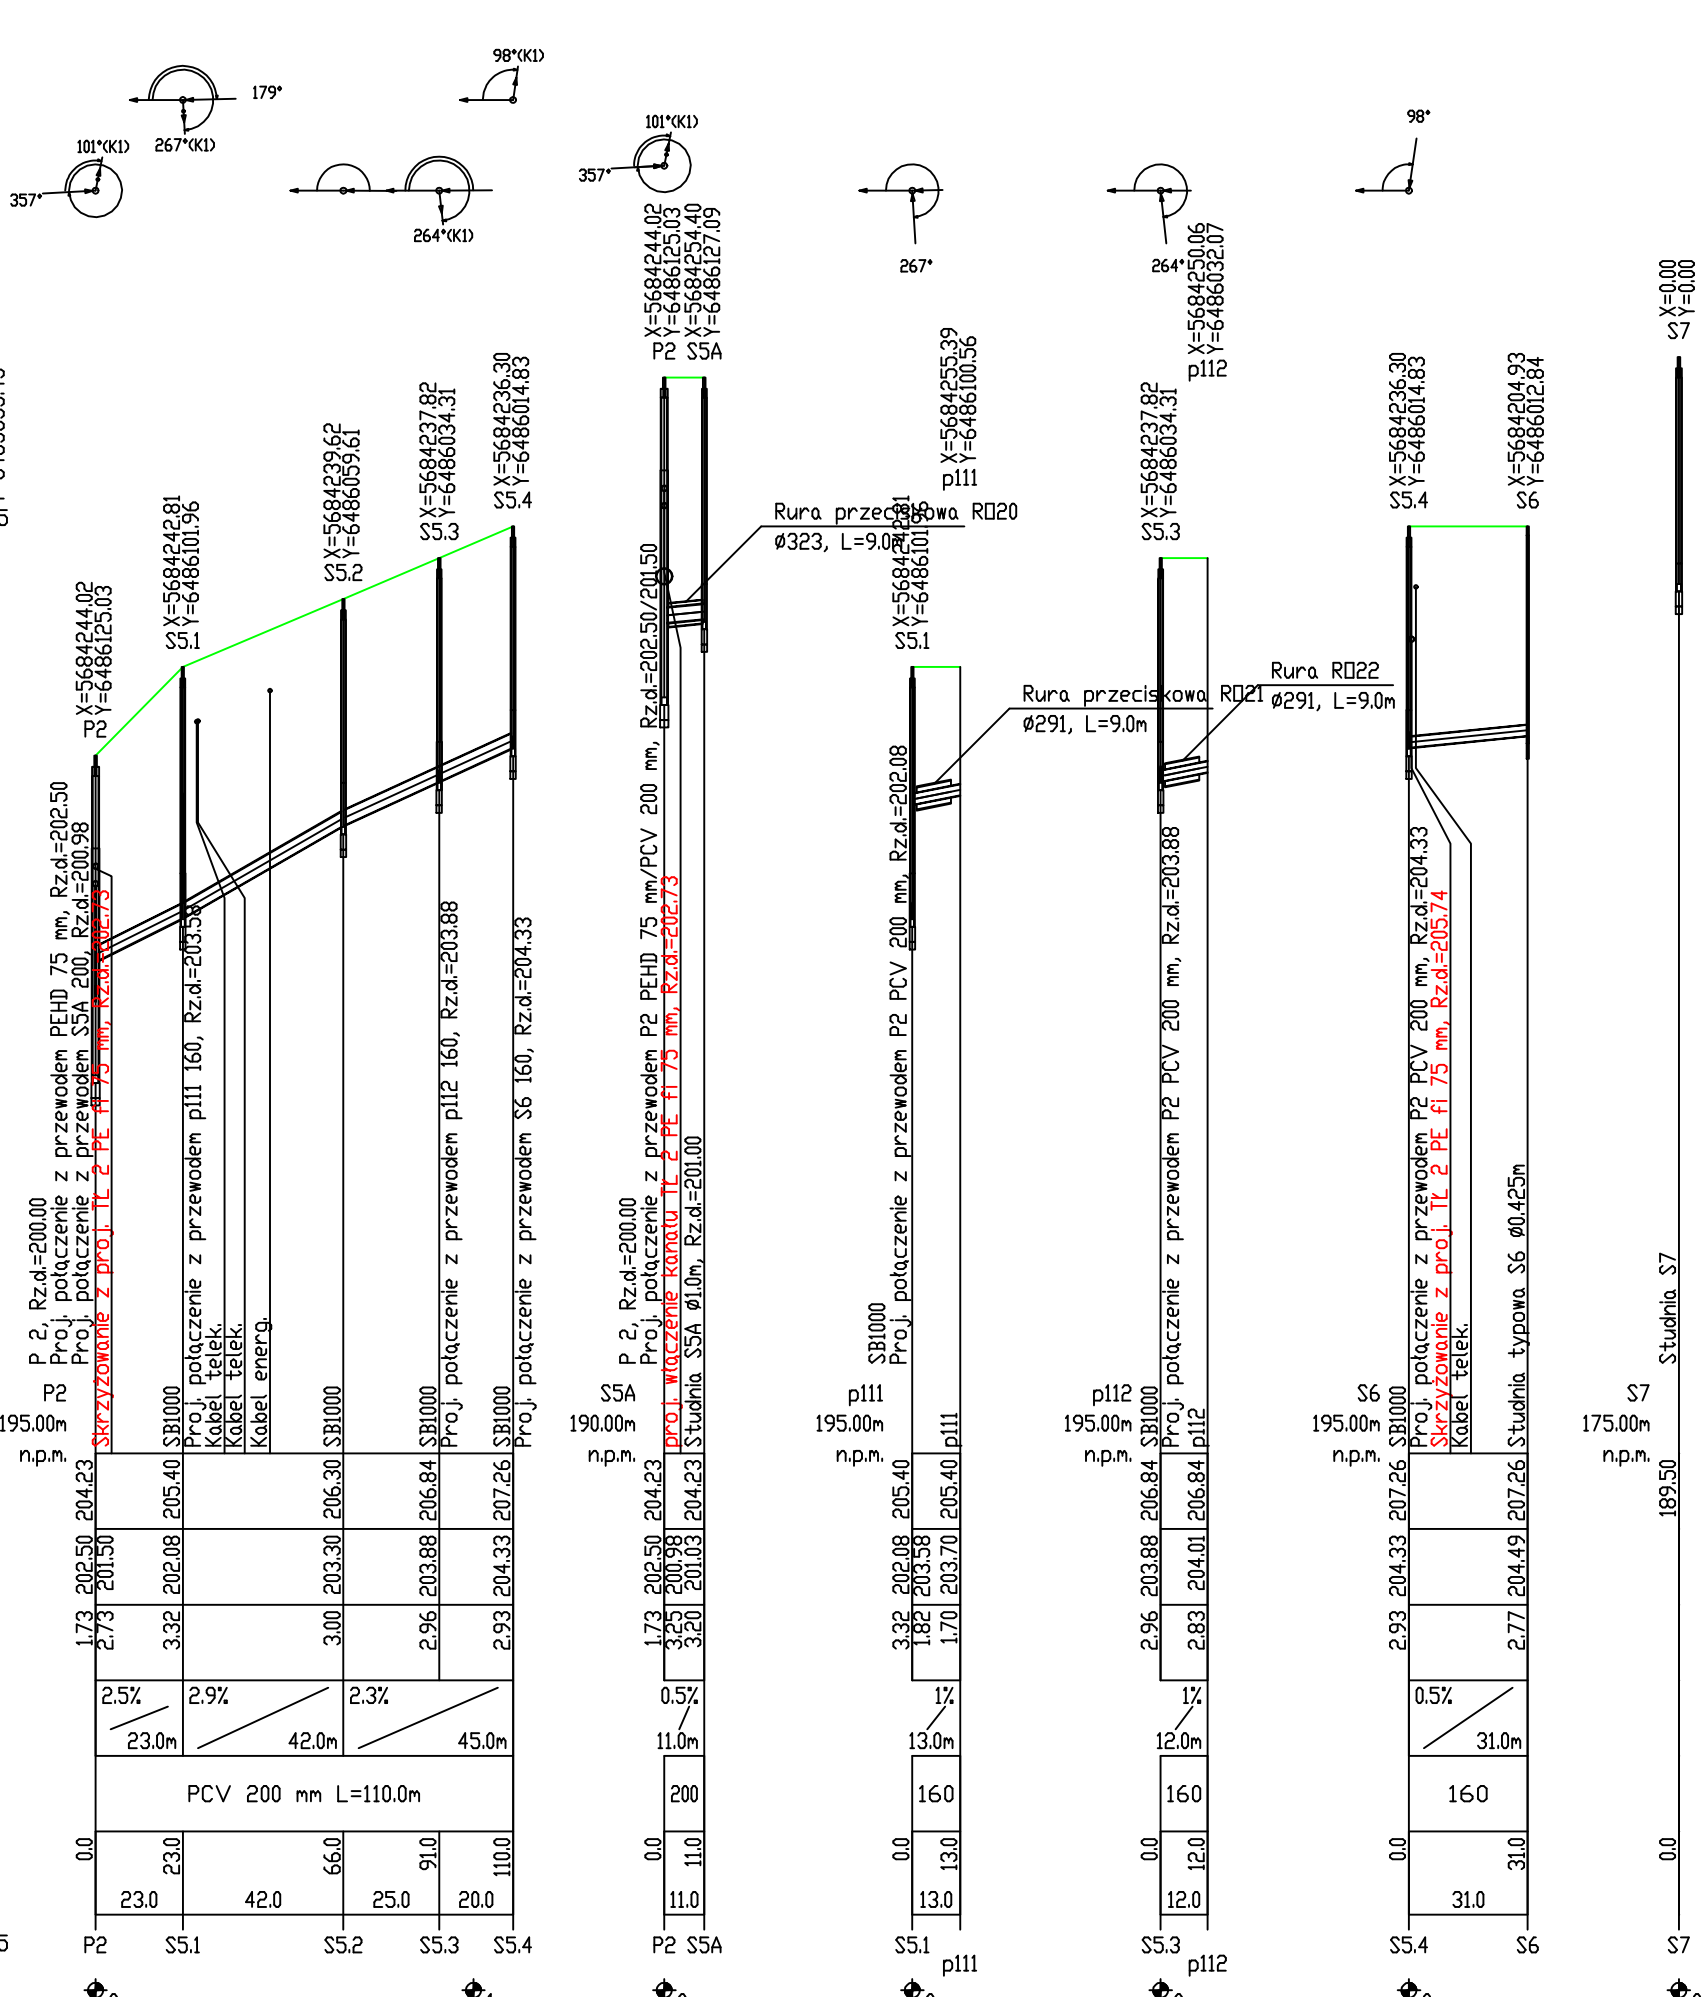 98°(K1)
179°
267°(K1)
101°(K1)
357°
264°(K1)
101°(K1)
357°
267°
98°
264°
X=5684244.02
Y=6486125.03
P2
X=5684242.81
Y=6486101.96
S5.1
X=5684239.62
Y=6486059.61
S5.2
X=5684237.82
Y=6486034.31
S5.3
X=5684236.30
Y=6486014.83
S5.4
X=5684244.02
Y=6486125.03
P2
X=5684254.40
Y=6486127.09
S5A
X=5684242.81
Y=6486101.96
S5.1
X=5684255.39
Y=6486100.56
p111
X=5684237.82
Y=6486034.31
S5.3
X=5684250.06
Y=6486032.07
p112
X=5684236.30
Y=6486014.83
S5.4
X=5684204.93
Y=6486012.84
S6
X=0.00
Y=0.00
S7
Rura przeciskowa RO20
Ø323, L=9.0m
Rura przeciskowa RO21
Ø291, L=9.0m
Rura RO22
Ø291, L=9.0m
P 2, Rz.d.=200.00
Proj. połączenie z przewodem PEHD 75 mm, Rz.d.=202.50
Proj. połączenie z przewodem S5A 200, Rz.d.=200.98
Skrzyżowanie z proj. TŁ 2 PE fi 75 mm, Rz.d.=202.73
SB1000
Proj. połączenie z przewodem p111 160, Rz.d.=203.58
Kabel telek.
Kabel telek.
Kabel energ.
SB1000
SB1000
Proj. połączenie z przewodem p112 160, Rz.d.=203.88
SB1000
Proj. połączenie z przewodem S6 160, Rz.d.=204.33
P 2, Rz.d.=200.00
Proj. połączenie z przewodem P2 PEHD 75 mm/PCV 200 mm, Rz.d.=202.50/201.50
proj. włączenie kanału TŁ 2 PE fi 75 mm, Rz.d.=202.73
Studnia S5A Ø1.0m, Rz.d.=201.00
SB1000
Proj. połączenie z przewodem P2 PCV 200 mm, Rz.d.=202.08
p111
SB1000
Proj. połączenie z przewodem P2 PCV 200 mm, Rz.d.=203.88
p112
SB1000
Proj. połączenie z przewodem P2 PCV 200 mm, Rz.d.=204.33
Skrzyżowanie z proj. TŁ 2 PE fi 75 mm, Rz.d.=205.74
Kabel telek.
Studnia typowa S6 Ø0.425m
Studnia S7
P2
195.00m
n.p.m.
S5A
190.00m
n.p.m.
p111
195.00m
n.p.m.
p112
195.00m
n.p.m.
S6
195.00m
n.p.m.
S7
175.00m
n.p.m.
204.23 205.40 206.30 206.84 207.26 204.23 204.23 205.40 205.40 206.84 206.84 207.26 207.26 189.50
202.50 201.50 202.08 203.30 203.88 204.33 202.50 200.98 201.03 202.08 203.58 203.70 203.88 204.01 204.33 204.49
1.73 2.73 3.32 3.00 2.96 2.93 1.73 3.25 3.20 3.32 1.82 1.70 2.96 2.83 2.93 2.77
2.5% 2.9% 2.3% 0.5% 1% 1% 0.5%
23.0m 42.0m 45.0m 11.0m 13.0m 12.0m 31.0m
PCV 200 mm L=110.0m 200 160 160 160
0.0 23.0 66.0 91.0 110.0 0.0 11.0 0.0 13.0 0.0 12.0 0.0 31.0 0.0
23.0 42.0 25.0 20.0 11.0 13.0 12.0 31.0
P2 S5.1 S5.2 S5.3 S5.4 P2 S5A S5.1 S5.3 S5.4 S6 S7
p111 p112